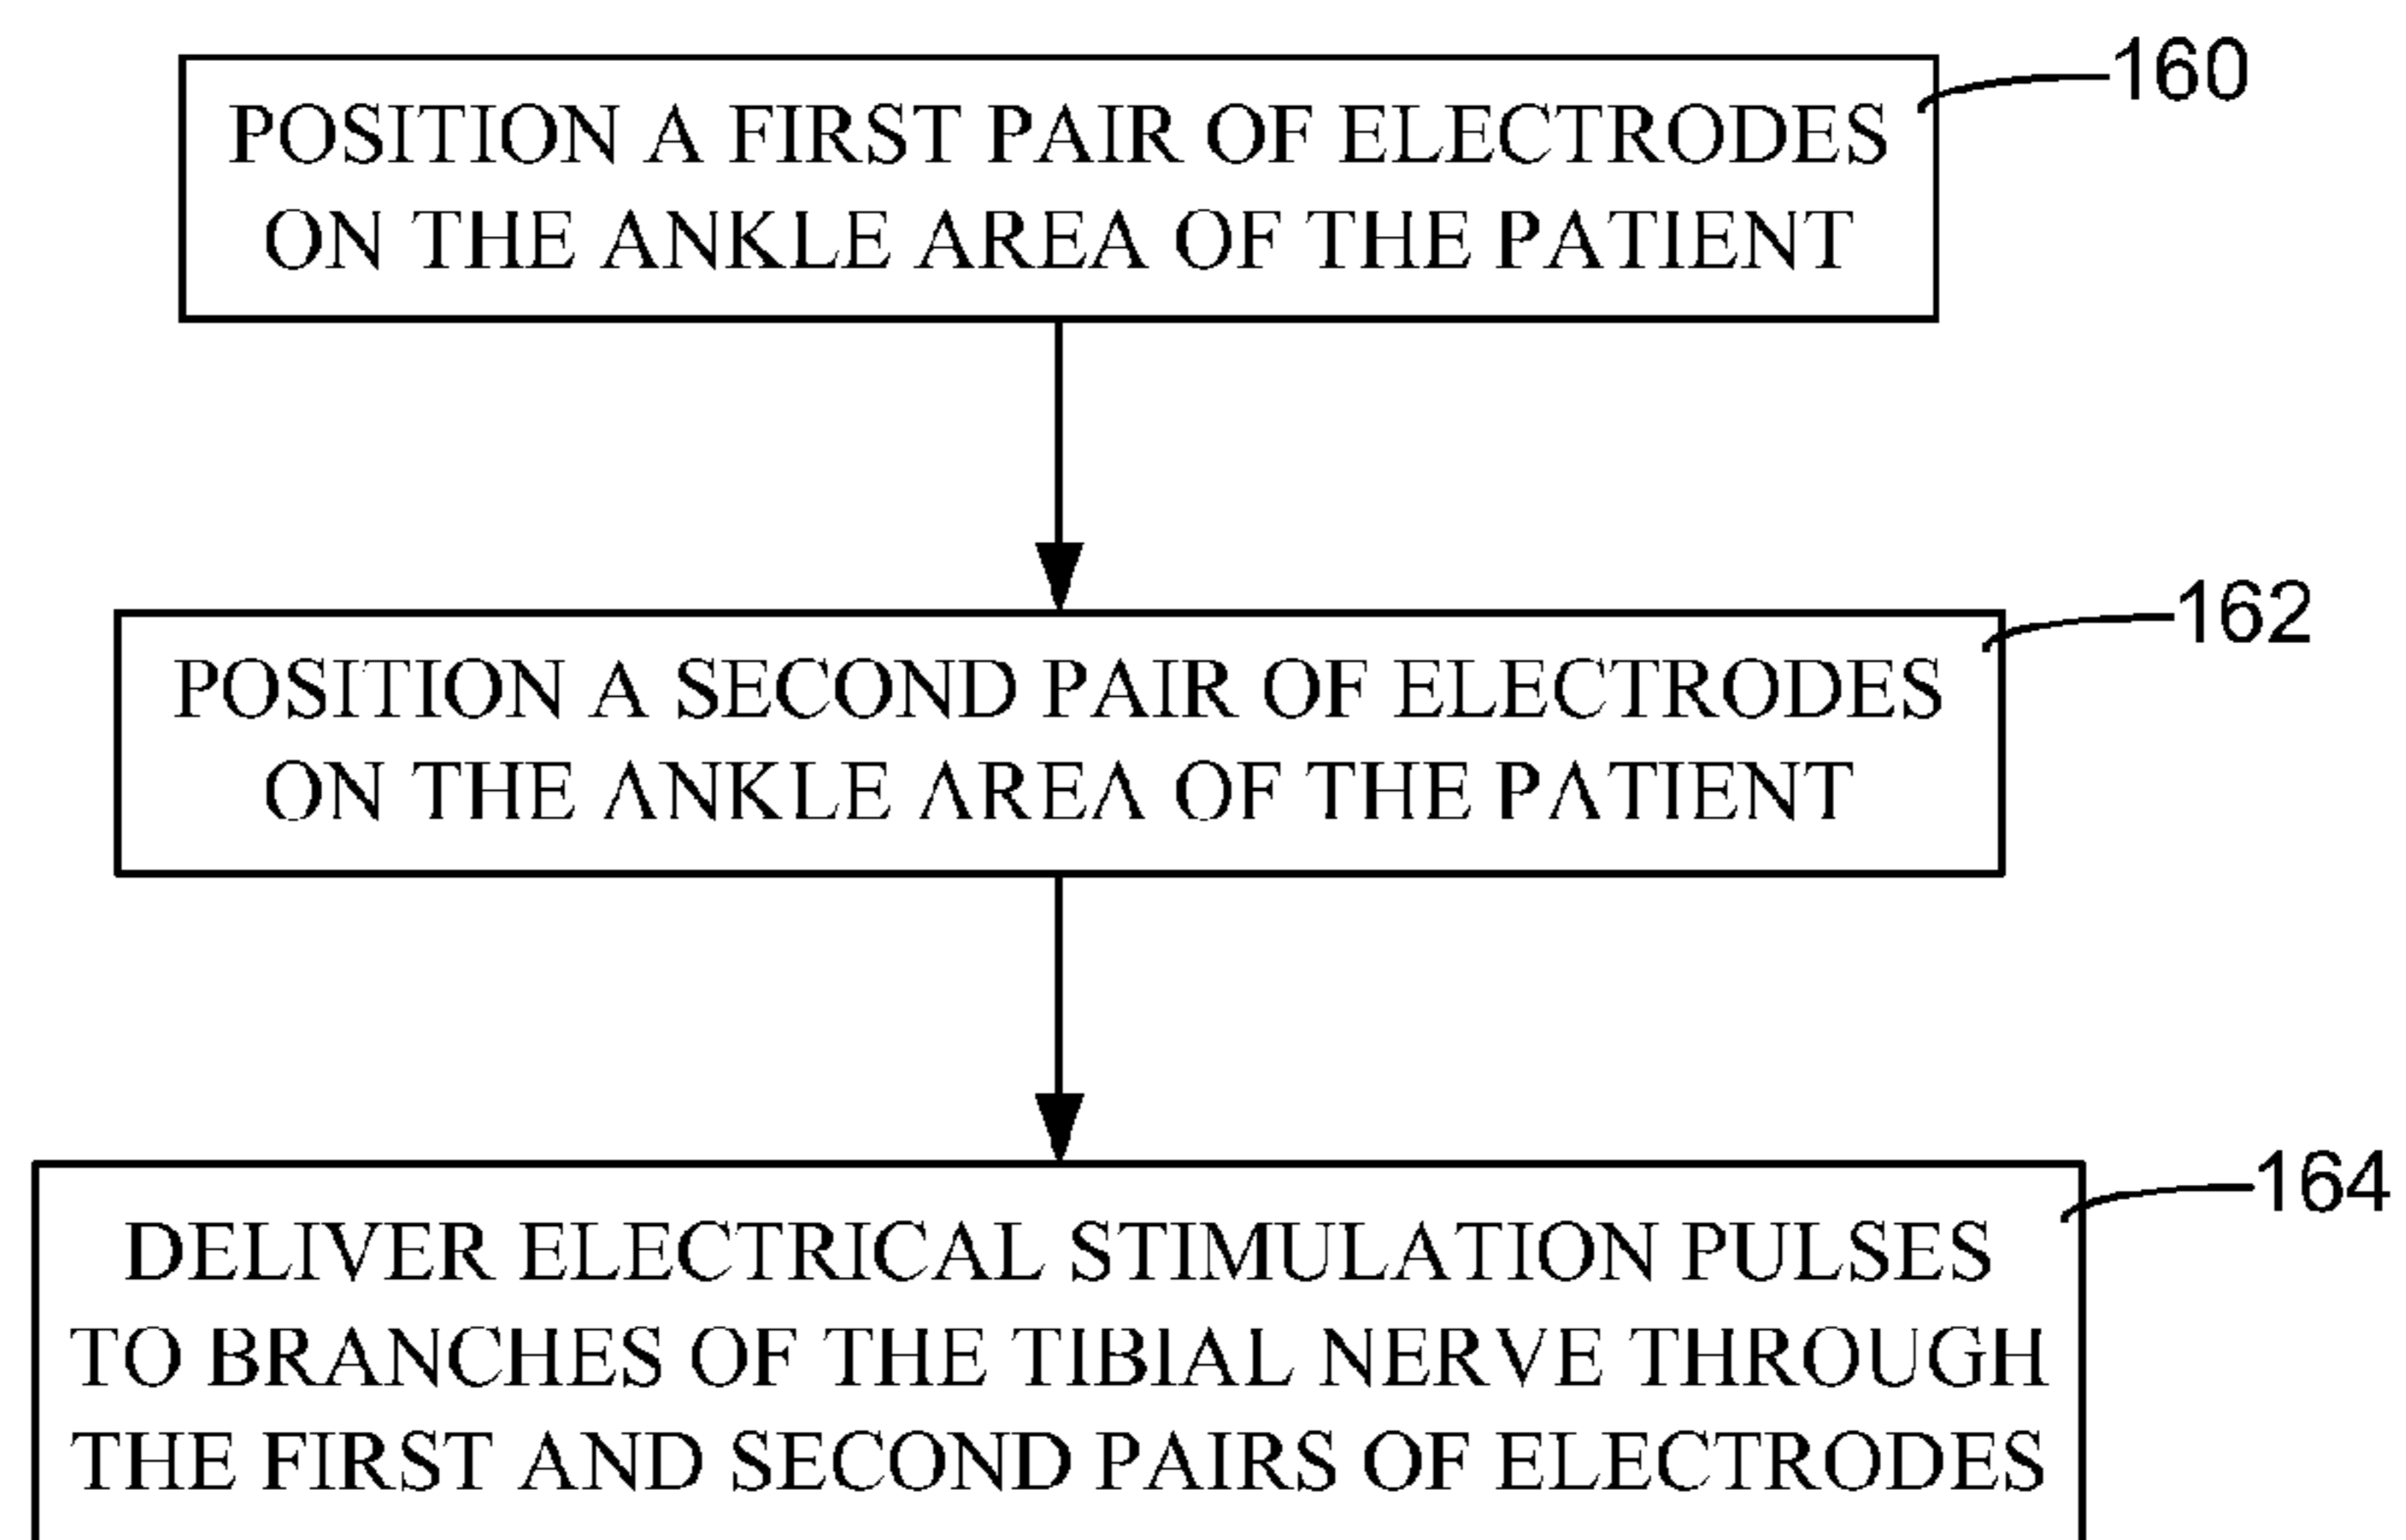 160
POSITION A FIRST PAIR OF ELECTRODES
ON THE ANKLE AREA OF THE PATIENT
162
POSITION A SECOND PAIR OF ELECTRODES
ON THE ANKLE AREA OF THE PATIENT
164
DELIVER ELECTRICAL STIMULATION PULSES
TO BRANCHES OF THE TIBIAL NERVE THROUGH
THE FIRST AND SECOND PAIRS OF ELECTRODES